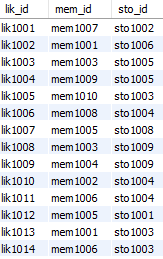 lik_id mem_id sto_id
lik1001 mem1007 sto1002
lik1002 mem1001 sto1006
lik1003 mem1003 sto1005
lik1004 mem1009 sto1005
lik1005 mem1010 sto1003
lik1006 mem1008 sto1004
lik1007 mem1005 sto1008
lik1008 mem1003 sto1009
lik1009 mem1004 sto1009
lik1010 mem1002 sto1004
lik1011 mem1006 sto1004
lik1012 mem1005 sto1001
lik1013 mem1001 sto1003
lik1014 mem1006 sto1003